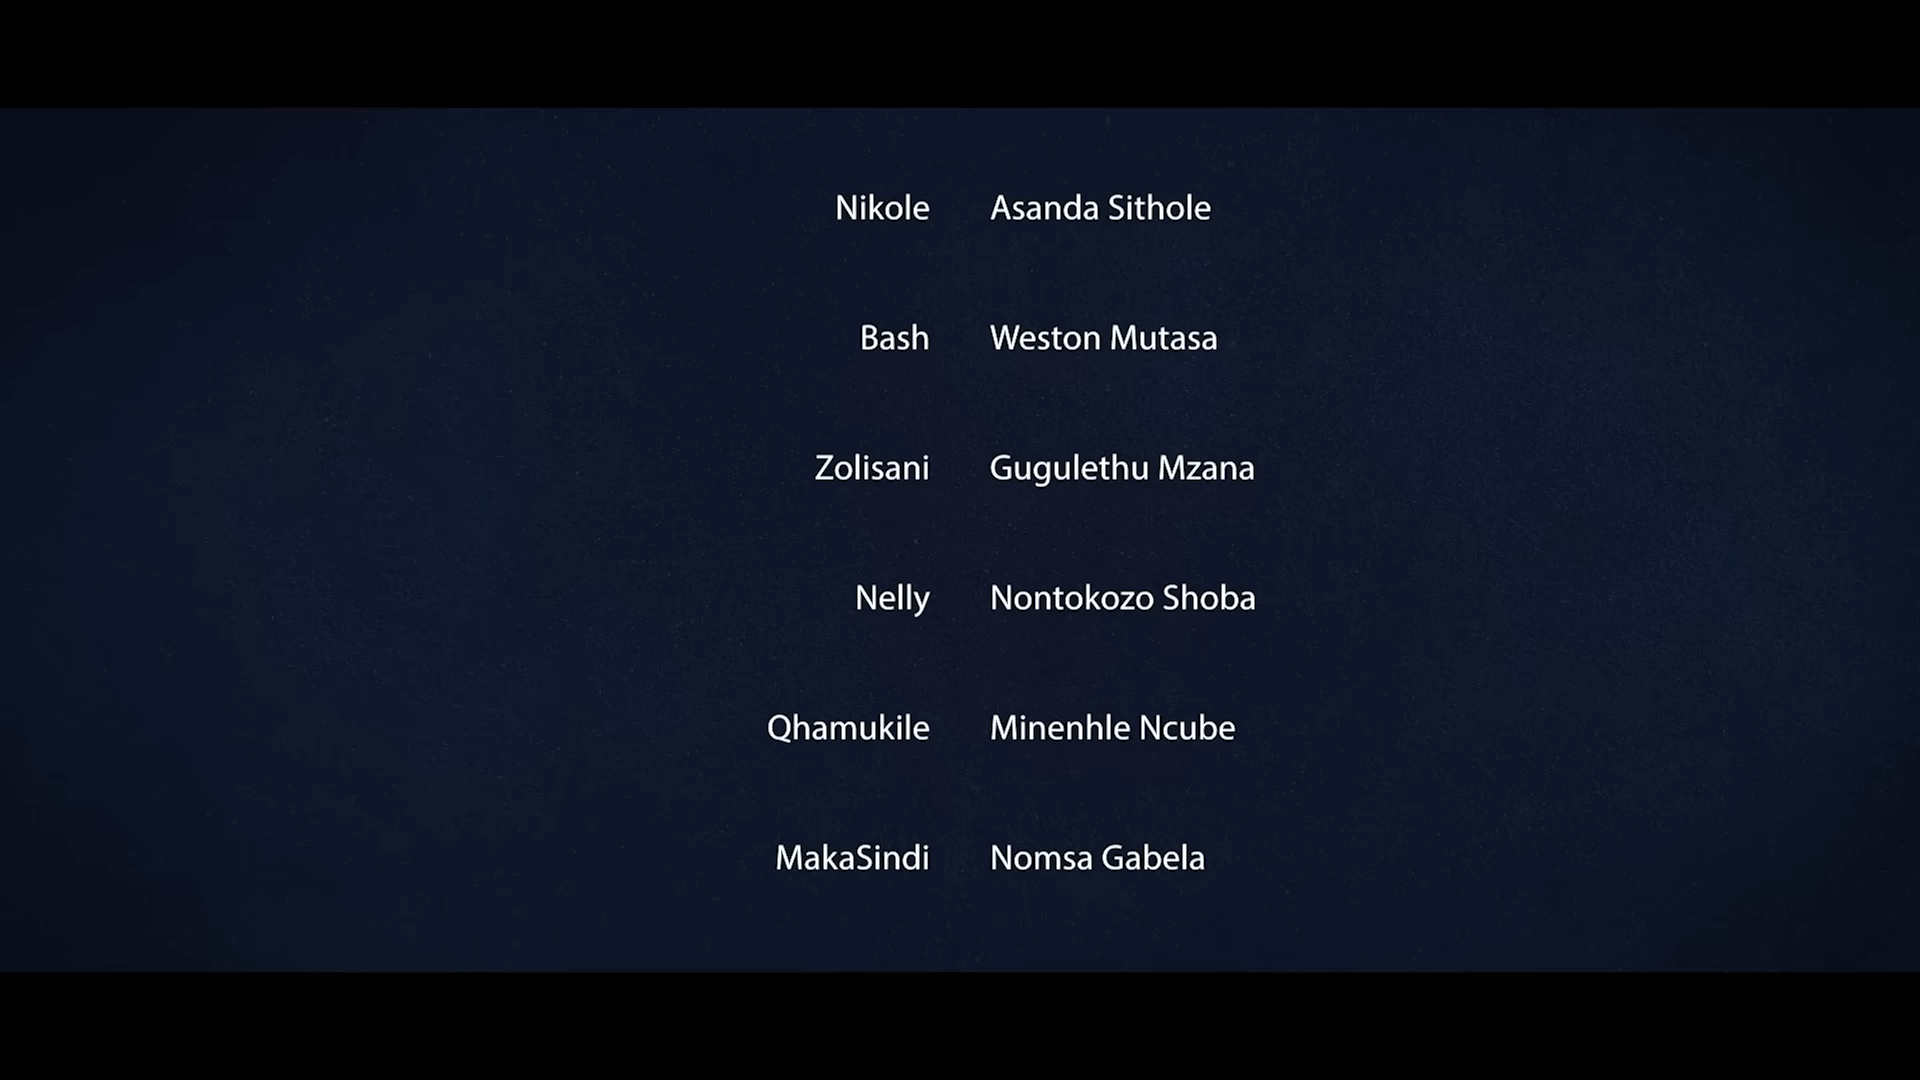 Nikole Asanda Sithole
Bash Weston Mutasa
Zolisani Gugulethu Mzana
Nelly Nontokozo Shoba
Qhamukile Minenhle Ncube
MakaSindi Nomsa Gabela